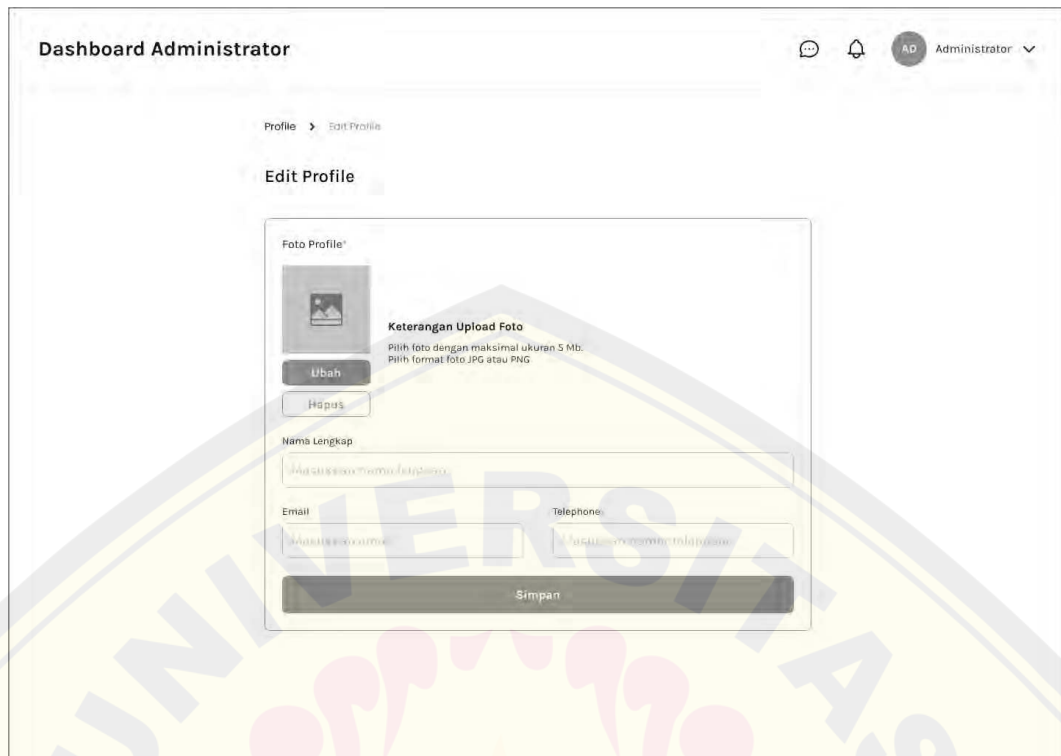 Dashboard Administrator
AD Administrator
Profile > Edit Profile
Edit Profile
Foto Profile*
Keterangan Upload Foto
Pilih foto dengan maksimal ukuran 5 Mb.
Pilih format foto JPG atau PNG
Ubah
Hapus
Nama Lengkap
Email Telephone
Simpan
UNIVERSITAS